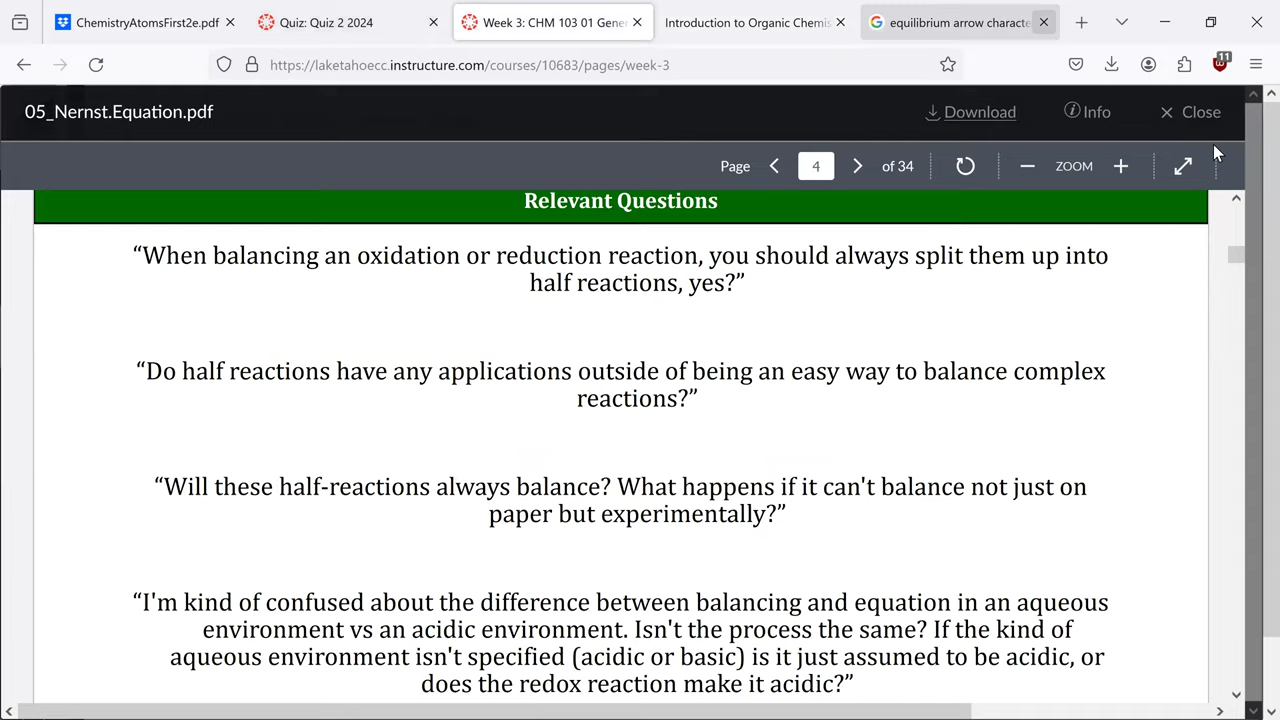 ChemistryAtomsFirst2e.pdf
Quiz: Quiz 2 2024
Week 3: CHM 103 01 Gene
Introduction to Organic Chemis
equilibrium arrow characte
https://laketahoecc.instructure.com/courses/10683/pages/week-3
11
05_Nernst.Equation.pdf
Download
Info
Close
Page
4
of 34
ZOOM
Relevant Questions
“When balancing an oxidation or reduction reaction, you should always split them up into
half reactions, yes?”
“Do half reactions have any applications outside of being an easy way to balance complex
reactions?”
“Will these half-reactions always balance? What happens if it can't balance not just on
paper but experimentally?”
“I'm kind of confused about the difference between balancing and equation in an aqueous
environment vs an acidic environment. Isn't the process the same? If the kind of
aqueous environment isn't specified (acidic or basic) is it just assumed to be acidic, or
does the redox reaction make it acidic?”